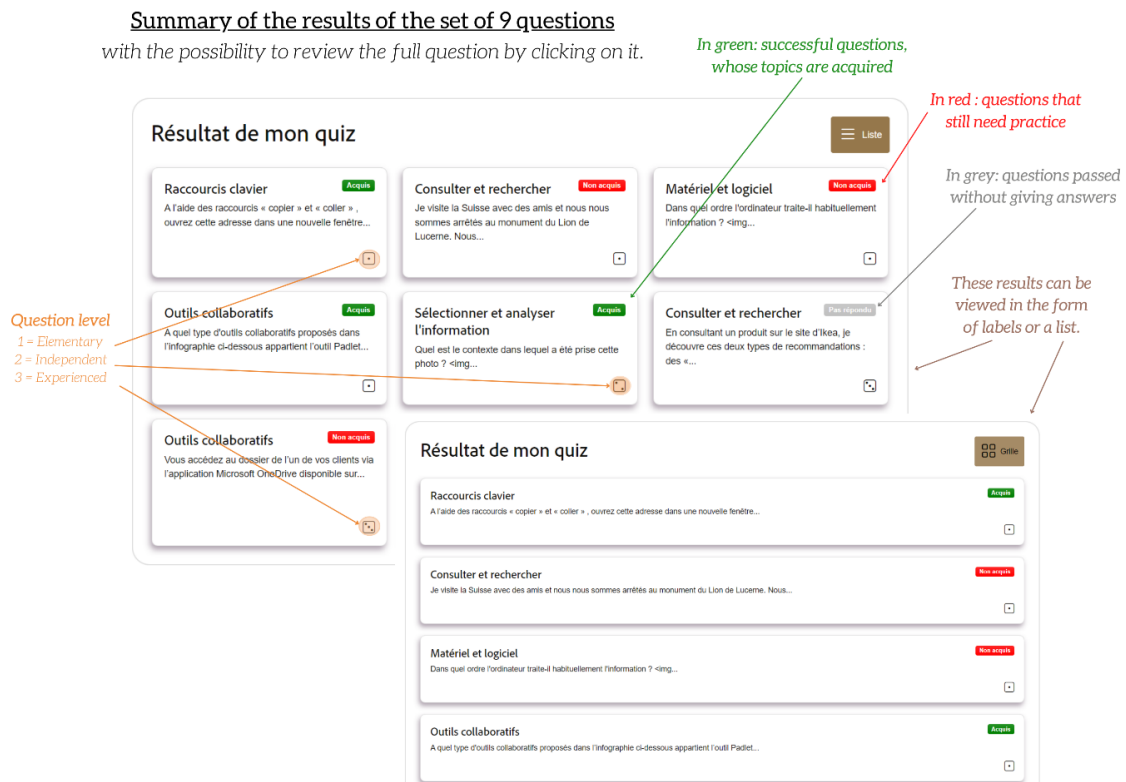 Summary of the results of the set of 9 questions
with the possibility to review the full question by clicking on it.
In green: successful questions,
whose topics are acquired
In red : questions that
still need practice
In grey: questions passed
without giving answers
These results can be
viewed in the form
of labels or a list.
Question level
1 = Elementary
2 = Independent
3 = Experienced
Résultat de mon quiz
Liste
Raccourcis clavier
Acquis
A l'aide des raccourcis « copier » et « coller » ,
ouvrez cette adresse dans une nouvelle fenêtre...
Consulter et rechercher
Non acquis
Je visite la Suisse avec des amis et nous nous
sommes arrêtés au monument du Lion de
Lucerne. Nous...
Matériel et logiciel
Non acquis
Dans quel ordre l'ordinateur traite-il habituellement
l'information ? <img...
Outils collaboratifs
Acquis
A quel type d'outils collaboratifs proposés dans
l'infographie ci-dessous appartient l'outil Padlet...
Sélectionner et analyser
l'information
Acquis
Quel est le contexte dans lequel a été prise cette
photo ? <img...
Consulter et rechercher
Pas répondu
En consultant un produit sur le site d'Ikea, je
découvre ces deux types de recommandations :
des «...
Outils collaboratifs
Non acquis
Vous accédez au dossier de l'un de vos clients via
l'application Microsoft OneDrive disponible sur...
Résultat de mon quiz
Grille
Raccourcis clavier
Acquis
A l'aide des raccourcis « copier » et « coller » , ouvrez cette adresse dans une nouvelle fenêtre...
Consulter et rechercher
Non acquis
Je visite la Suisse avec des amis et nous nous sommes arrêtés au monument du Lion de Lucerne. Nous...
Matériel et logiciel
Non acquis
Dans quel ordre l'ordinateur traite-il habituellement l'information ? <img...
Outils collaboratifs
Acquis
A quel type d'outils collaboratifs proposés dans l'infographie ci-dessous appartient l'outil Padlet...